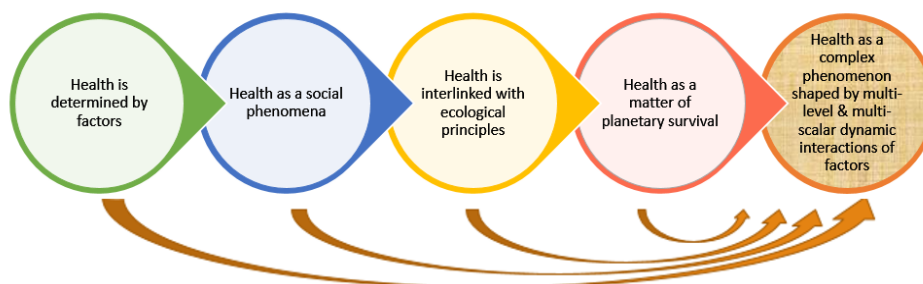 Health is
determined by
factors
Health as a social
phenomena
Health is
interlinked with
ecological
principles
Health as a
matter of
planetary survival
Health as a
complex
phenomenon
shaped by multi-
level & multi-
scalar dynamic
interactions of
factors